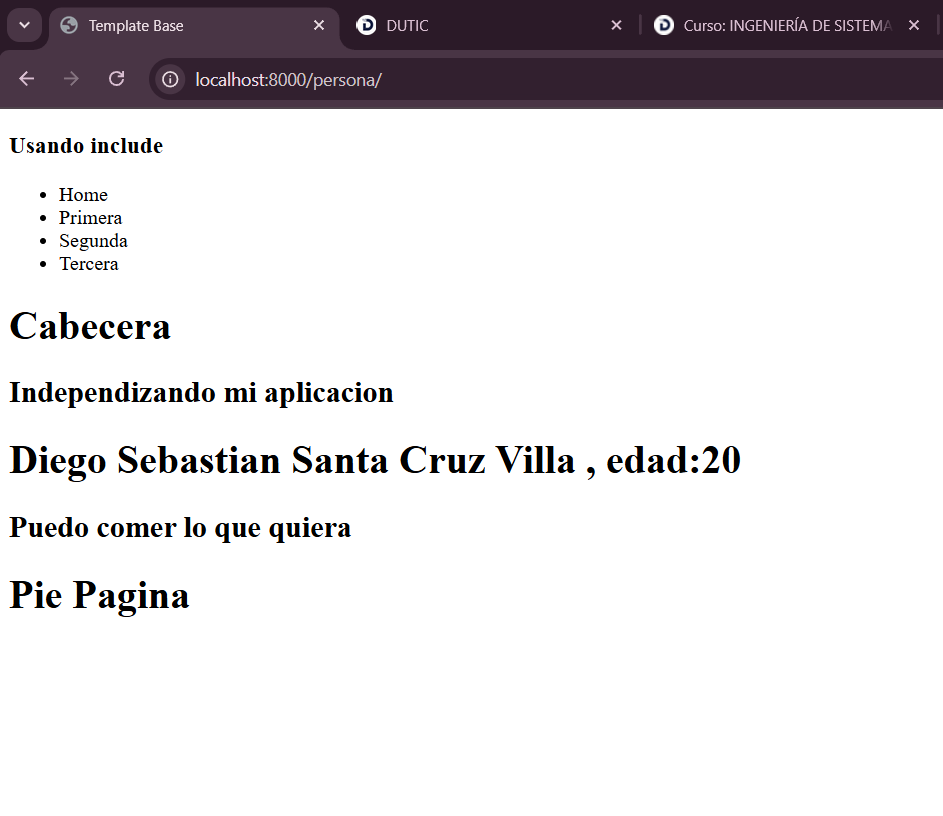 Template Base
DUTIC
Curso: INGENIERÍA DE SISTEMA
localhost:8000/persona/
Usando include
Home
Primera
Segunda
Tercera
Cabecera
Independizando mi aplicacion
Diego Sebastian Santa Cruz Villa , edad:20
Puedo comer lo que quiera
Pie Pagina